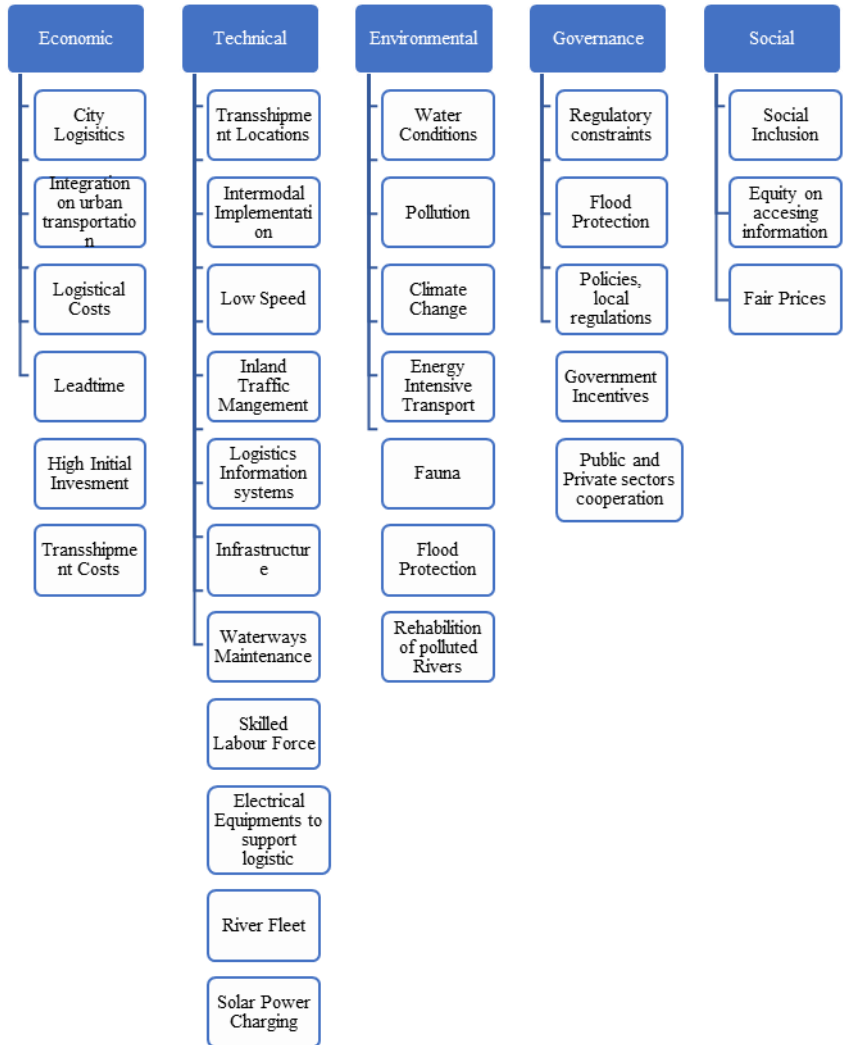 Economic
City
Logisitics
Integration
on urban
transportatio
n
Logistical
Costs
Leadtime
High Initial
Invesment
Transshipme
nt Costs
Technical
Transshipme
nt Locations
Intermodal
Implementati
on
Low Speed
Inland
Traffic
Mangement
Logistics
Information
systems
Infrastructur
e
Waterways
Maintenance
Skilled
Labour Force
Electrical
Equipments to
support
logistic
River Fleet
Solar Power
Charging
Environmental
Water
Conditions
Pollution
Climate
Change
Energy
Intensive
Transport
Fauna
Flood
Protection
Rehabilition
of polluted
Rivers
Governance
Regulatory
constraints
Flood
Protection
Policies,
local
regulations
Government
Incentives
Public and
Private sectors
cooperation
Social
Social
Inclusion
Equity on
accesing
information
Fair Prices